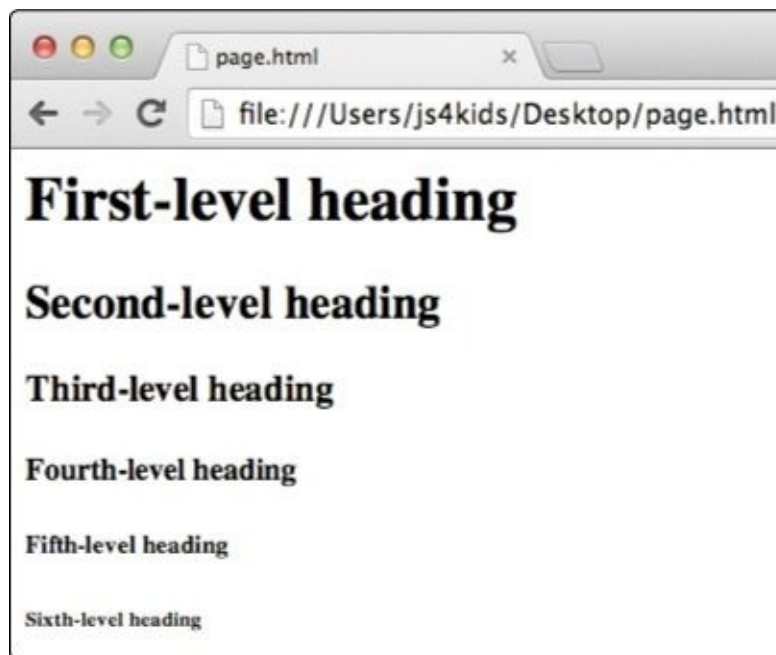 page.html
file:///Users/js4kids/Desktop/page.html
First-level heading
Second-level heading
Third-level heading
Fourth-level heading
Fifth-level heading
Sixth-level heading